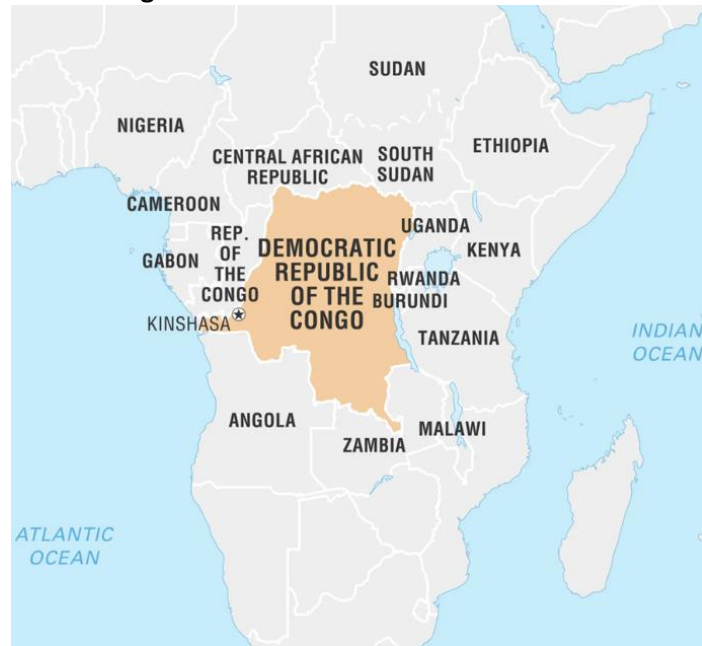 SUDAN
NIGERIA
ETHIOPIA
CENTRAL AFRICAN
REPUBLIC
SOUTH
SUDAN
CAMEROON
UGANDA
REP.
OF
THE
CONGO
GABON
KENYA
DEMOCRATIC
REPUBLIC
OF THE
CONGO
RWANDA
BURUNDI
KINSHASA
TANZANIA
INDIAN
OCEAN
ANGOLA
MALAWI
ZAMBIA
ATLANTIC
OCEAN